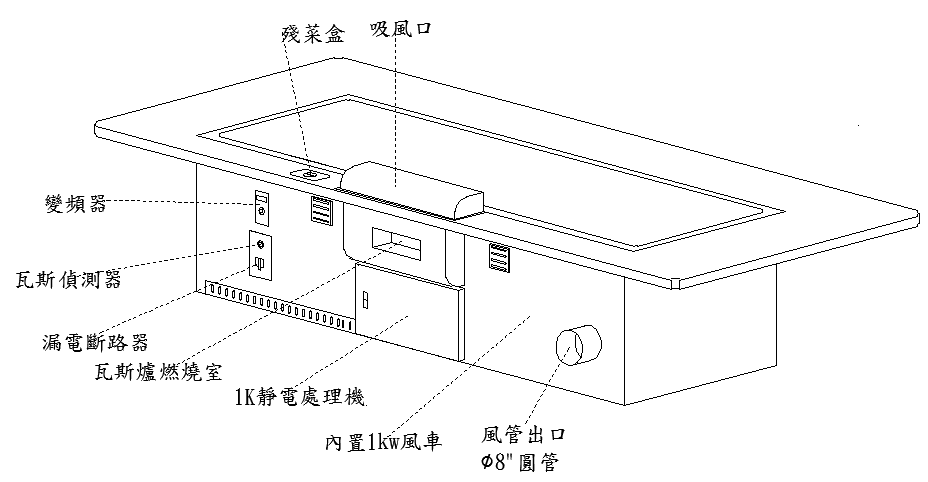 殘菜盒
吸風口
變頻器
瓦斯偵測器
漏電斷路器
瓦斯爐燃燒室
1K靜電處理機
內置1kw風車
風管出口
Ø8"圓管